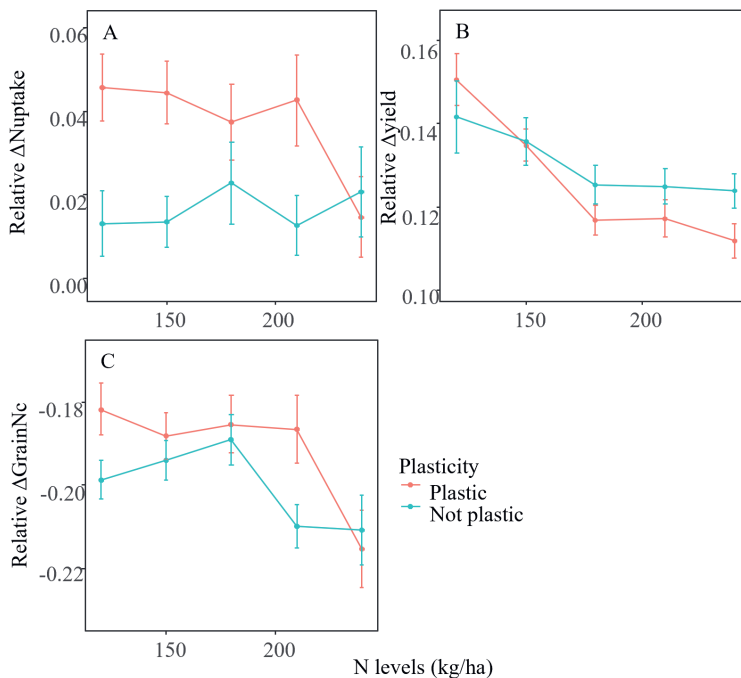 A
Relative ΔNuptake
0.06
0.04
0.02
0.00
150
200
B
Relative Δyield
0.16
0.14
0.12
0.10
150
200
C
Relative ΔGrainNc
-0.18
-0.20
-0.22
150
200
Plasticity
Plastic
Not plastic
N levels (kg/ha)